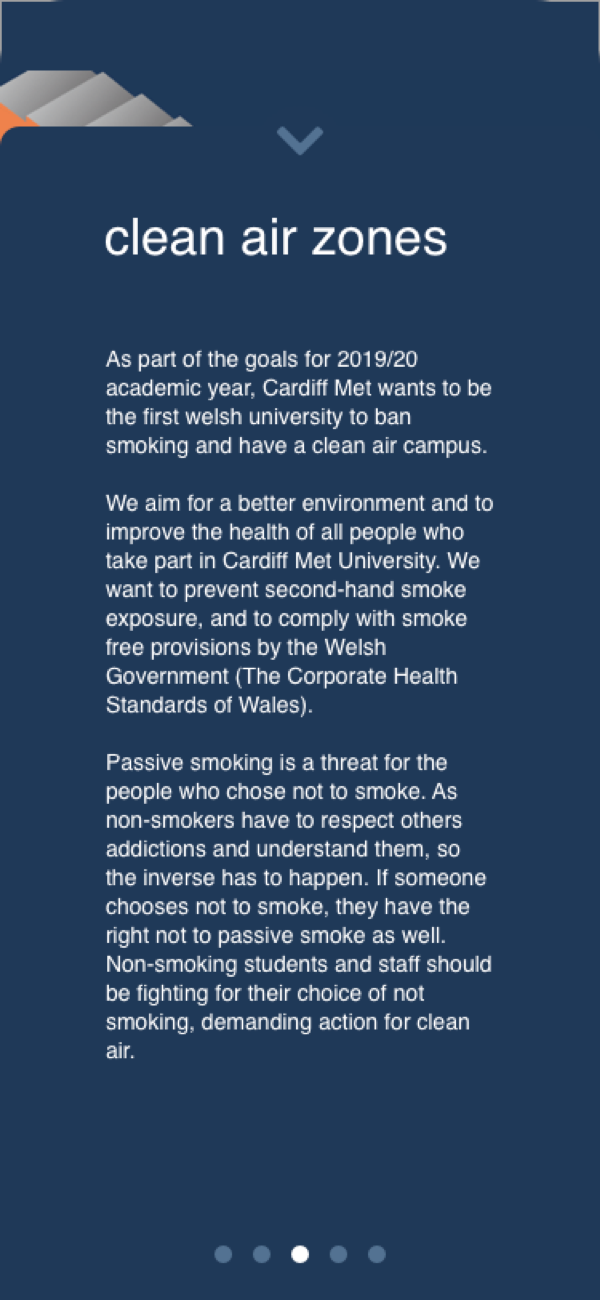 clean air zones
As part of the goals for 2019/20
academic year, Cardiff Met wants to be
the first welsh university to ban
smoking and have a clean air campus.
We aim for a better environment and to
improve the health of all people who
take part in Cardiff Met University. We
want to prevent second-hand smoke
exposure, and to comply with smoke
free provisions by the Welsh
Government (The Corporate Health
Standards of Wales).
Passive smoking is a threat for the
people who chose not to smoke. As
non-smokers have to respect others
addictions and understand them, so
the inverse has to happen. If someone
chooses not to smoke, they have the
right not to passive smoke as well.
Non-smoking students and staff should
be fighting for their choice of not
smoking, demanding action for clean
air.